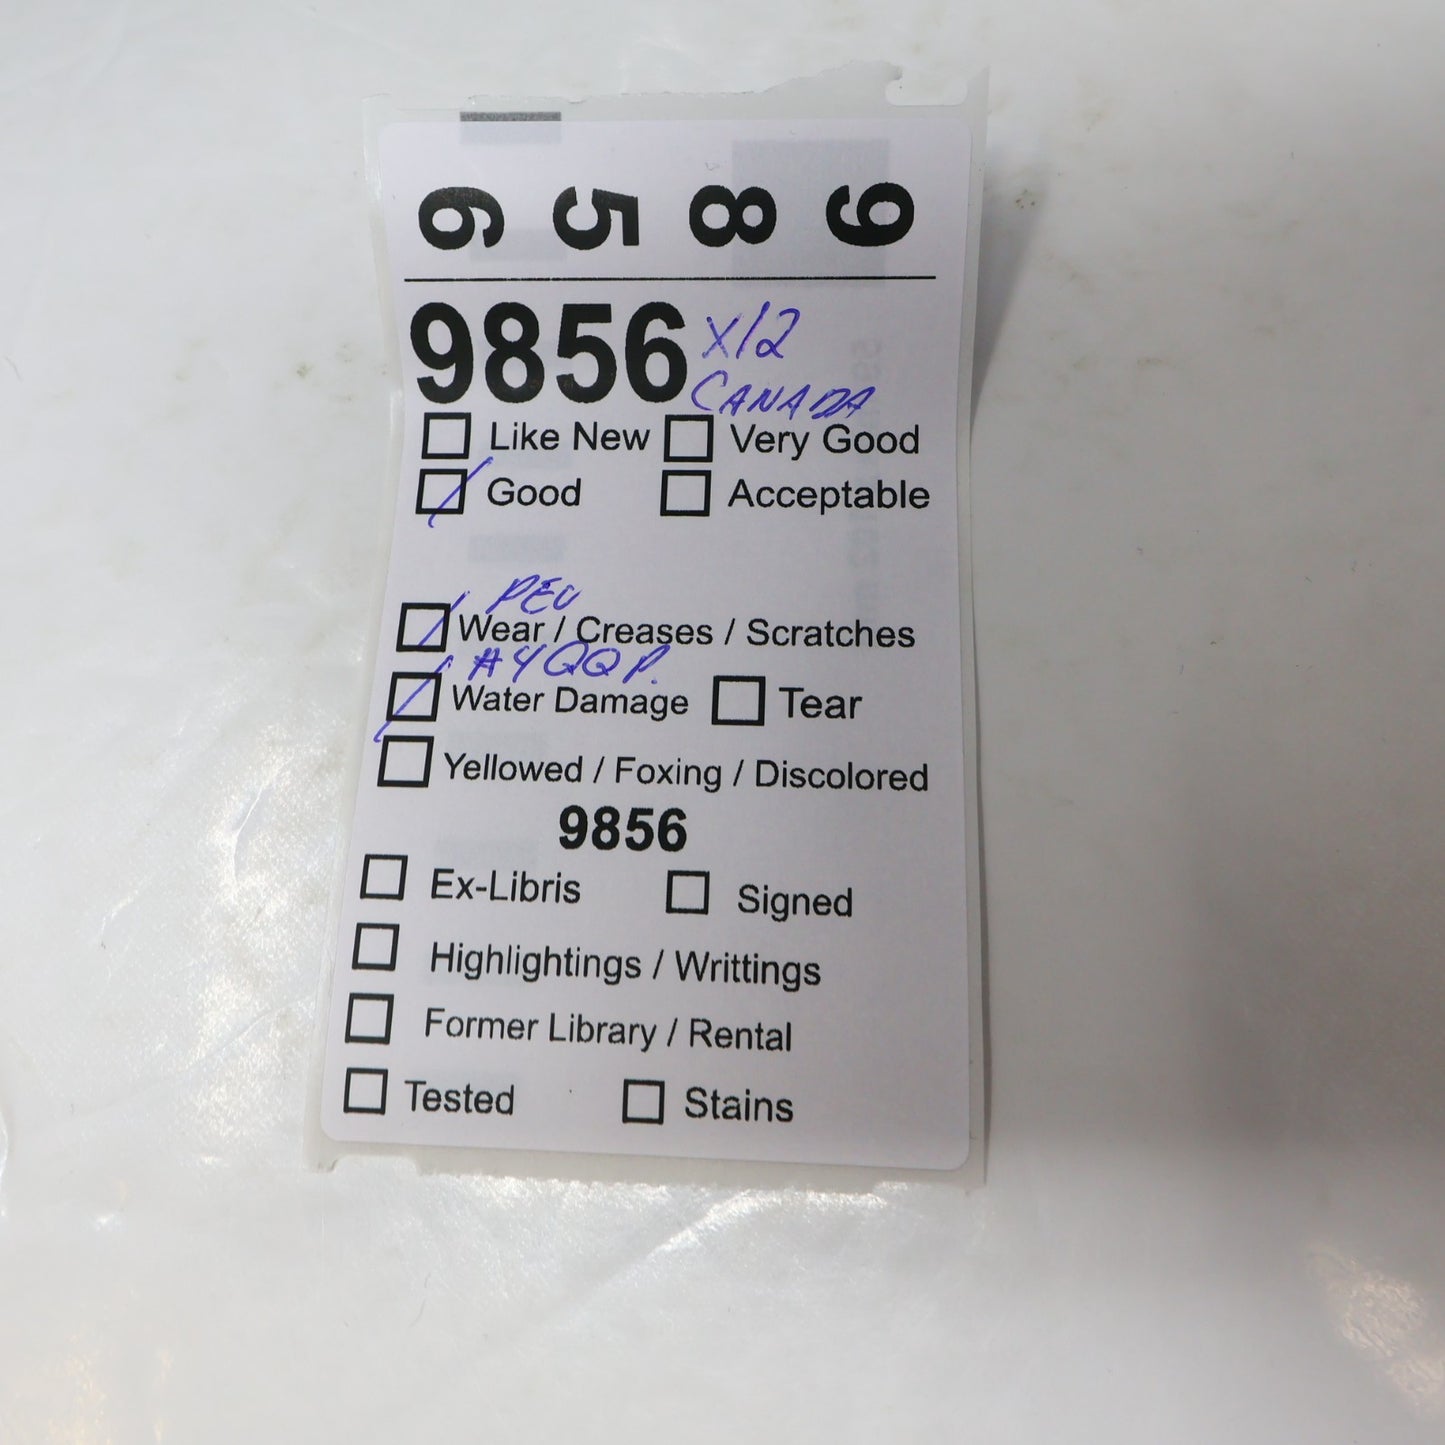 9 8 5 6
9856 X12
CANADA
Like New Very Good
Good Acceptable
PEU
Wear / Creases / Scratches
#4QQP.
Water Damage Tear
Yellowed / Foxing / Discolored
9856
Ex-Libris Signed
Highlightings / Writtings
Former Library / Rental
Tested Stains